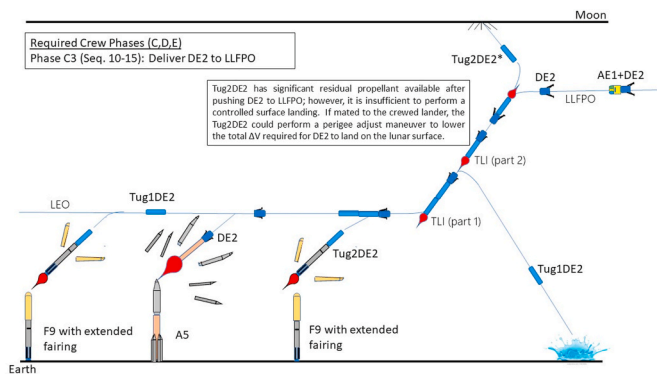 Moon
Required Crew Phases (C,D,E)
Phase C3 (Seq. 10-15): Deliver DE2 to LLFPO
Tug2DE2*
DE2
AE1+DE2
LLFPO
Tug2DE2 has significant residual propellant available after
pushing DE2 to LLFPO; however, it is insufficient to perform a
controlled surface landing. If mated to the crewed lander, the
Tug2DE2 could perform a perigee adjust maneuver to lower
the total ΔV required for DE2 to land on the lunar surface.
TLI (part 2)
LEO
Tug1DE2
TLI (part 1)
DE2
Tug2DE2
Tug1DE2
F9 with extended
fairing
A5
F9 with extended
fairing
Earth